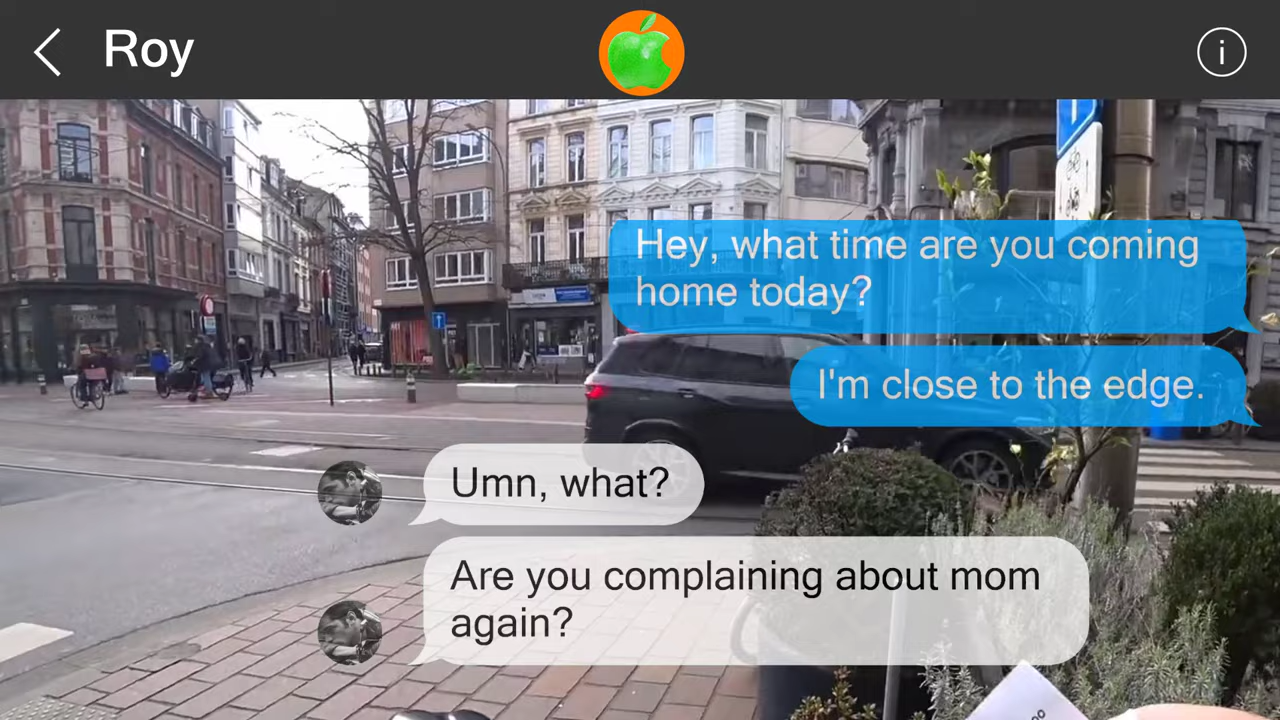 Roy
Hey, what time are you coming
home today?
I'm close to the edge.
Umn, what?
Are you complaining about mom
again?